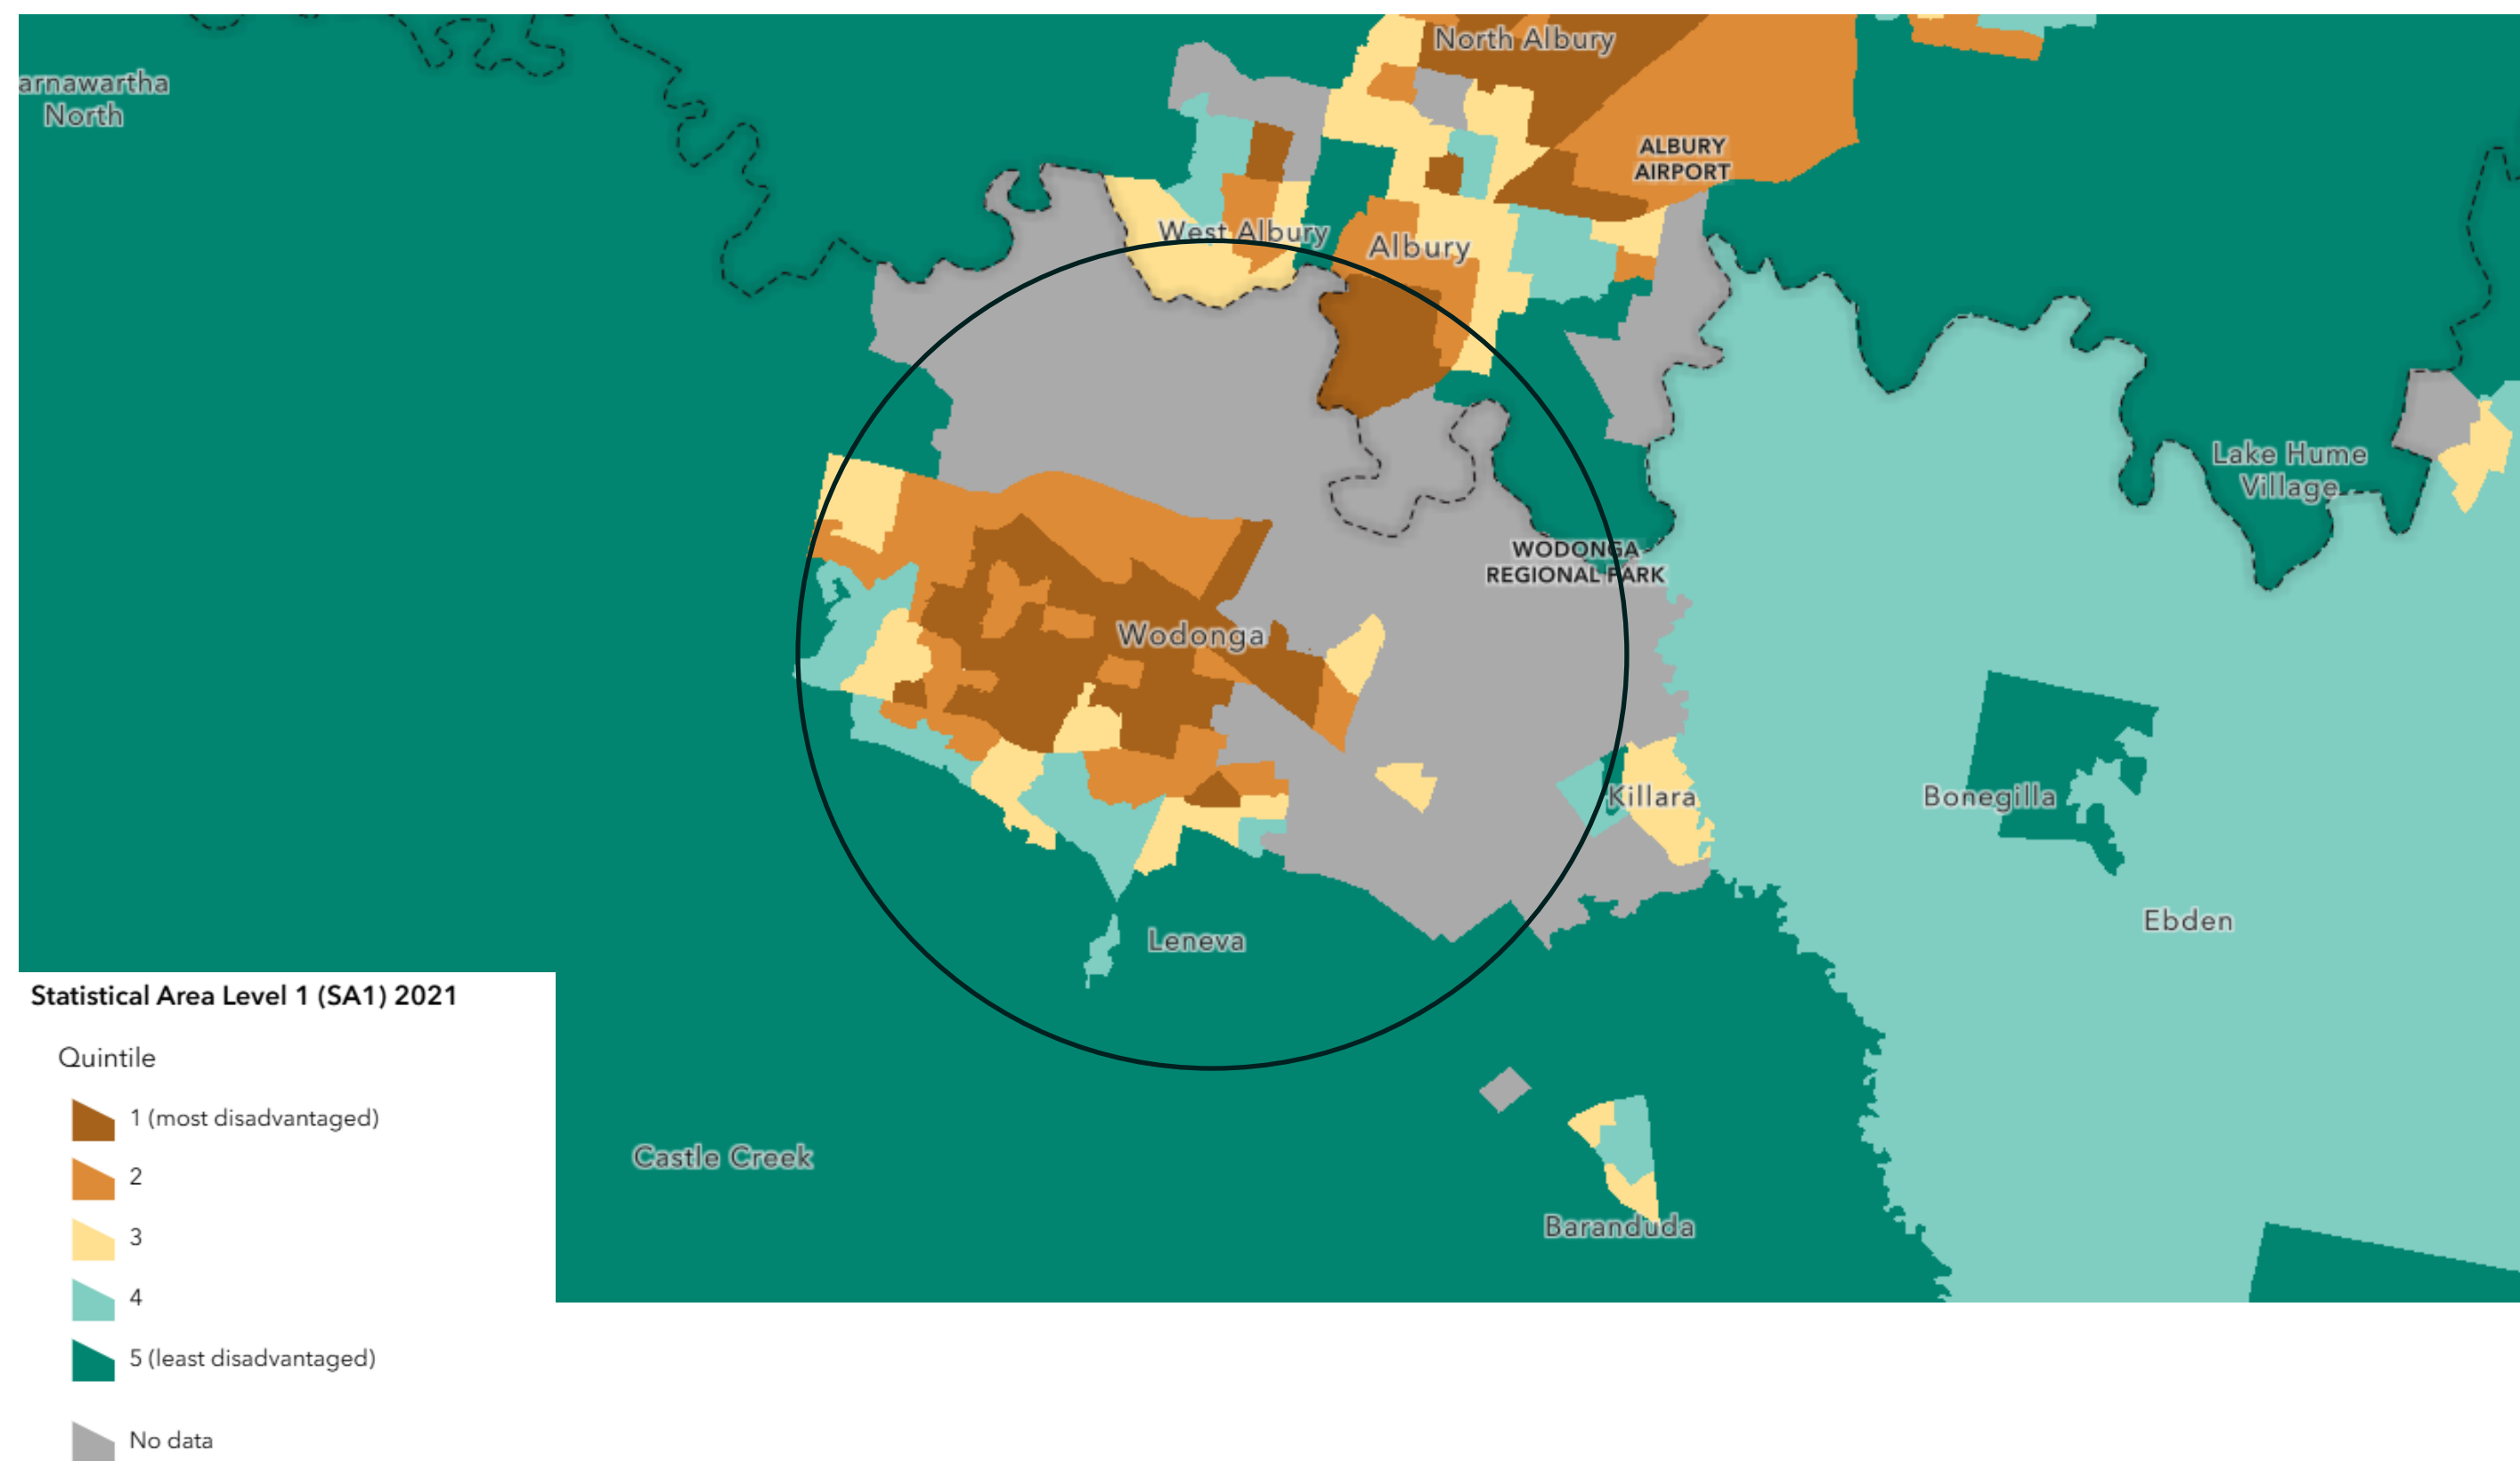 North Albury
arnawartha
North
ALBURY
AIRPORT
West Albury
Albury
Lake Hume
Village
WODONGA
REGIONAL PARK
Wodonga
Killara
Bonegilla
Ebden
Leneva
Castle Creek
Baranduda
Statistical Area Level 1 (SA1) 2021
Quintile
1 (most disadvantaged)
2
3
4
5 (least disadvantaged)
No data